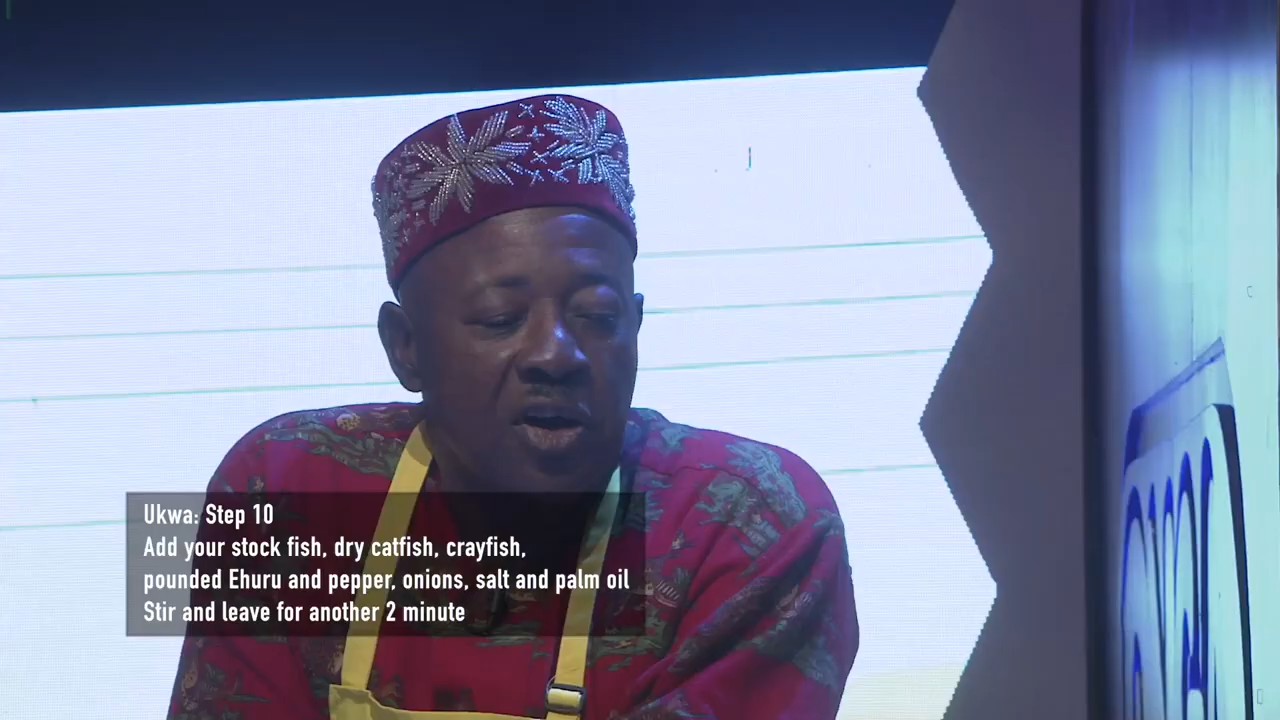 Ukwa: Step 10
Add your stock fish, dry catfish, crayfish,
pounded Ehuru and pepper, onions, salt and palm oil
Stir and leave for another 2 minute